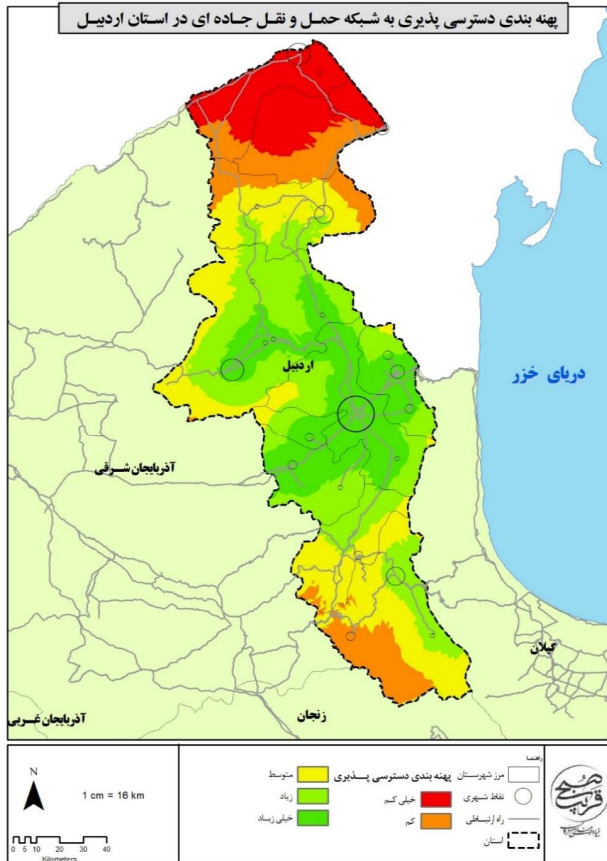 پهنه بندی دسترسی پذیری به شبکه حمل و نقل جاده ای در استان اردبیل
اردبیل
دریای خزر
آذربایجان شرقی
گیلان
زنجان
آذربایجان غربی
N
1 cm = 16 km
0 5 10 20 30 40
Kilometers
راهنما
مرز شهرستان
نقاط شهری
راه ارتباطی
استان
پهنه بندی دسترسی پذیری
خیلی کم
کم
متوسط
زیاد
خیلی زیاد
صبح قریب